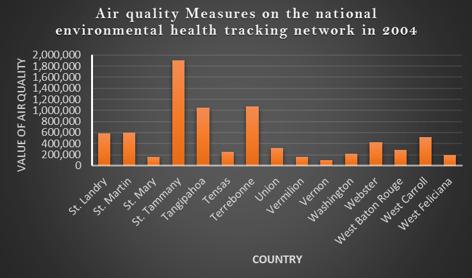 Air quality Measures on the national
environmental health tracking network in 2004
VALUE OF AIR QUALITY
2,000,000
1,800,000
1,600,000
1,400,000
1,200,000
1,000,000
800,000
600,000
400,000
200,000
0
St. Landry
St. Martin
St. Mary
St. Tammany
Tangipahoa
Tensas
Terrebonne
Union
Vermilion
Vernon
Washington
Webster
West Baton Rouge
West Carroll
West Feliciana
COUNTRY